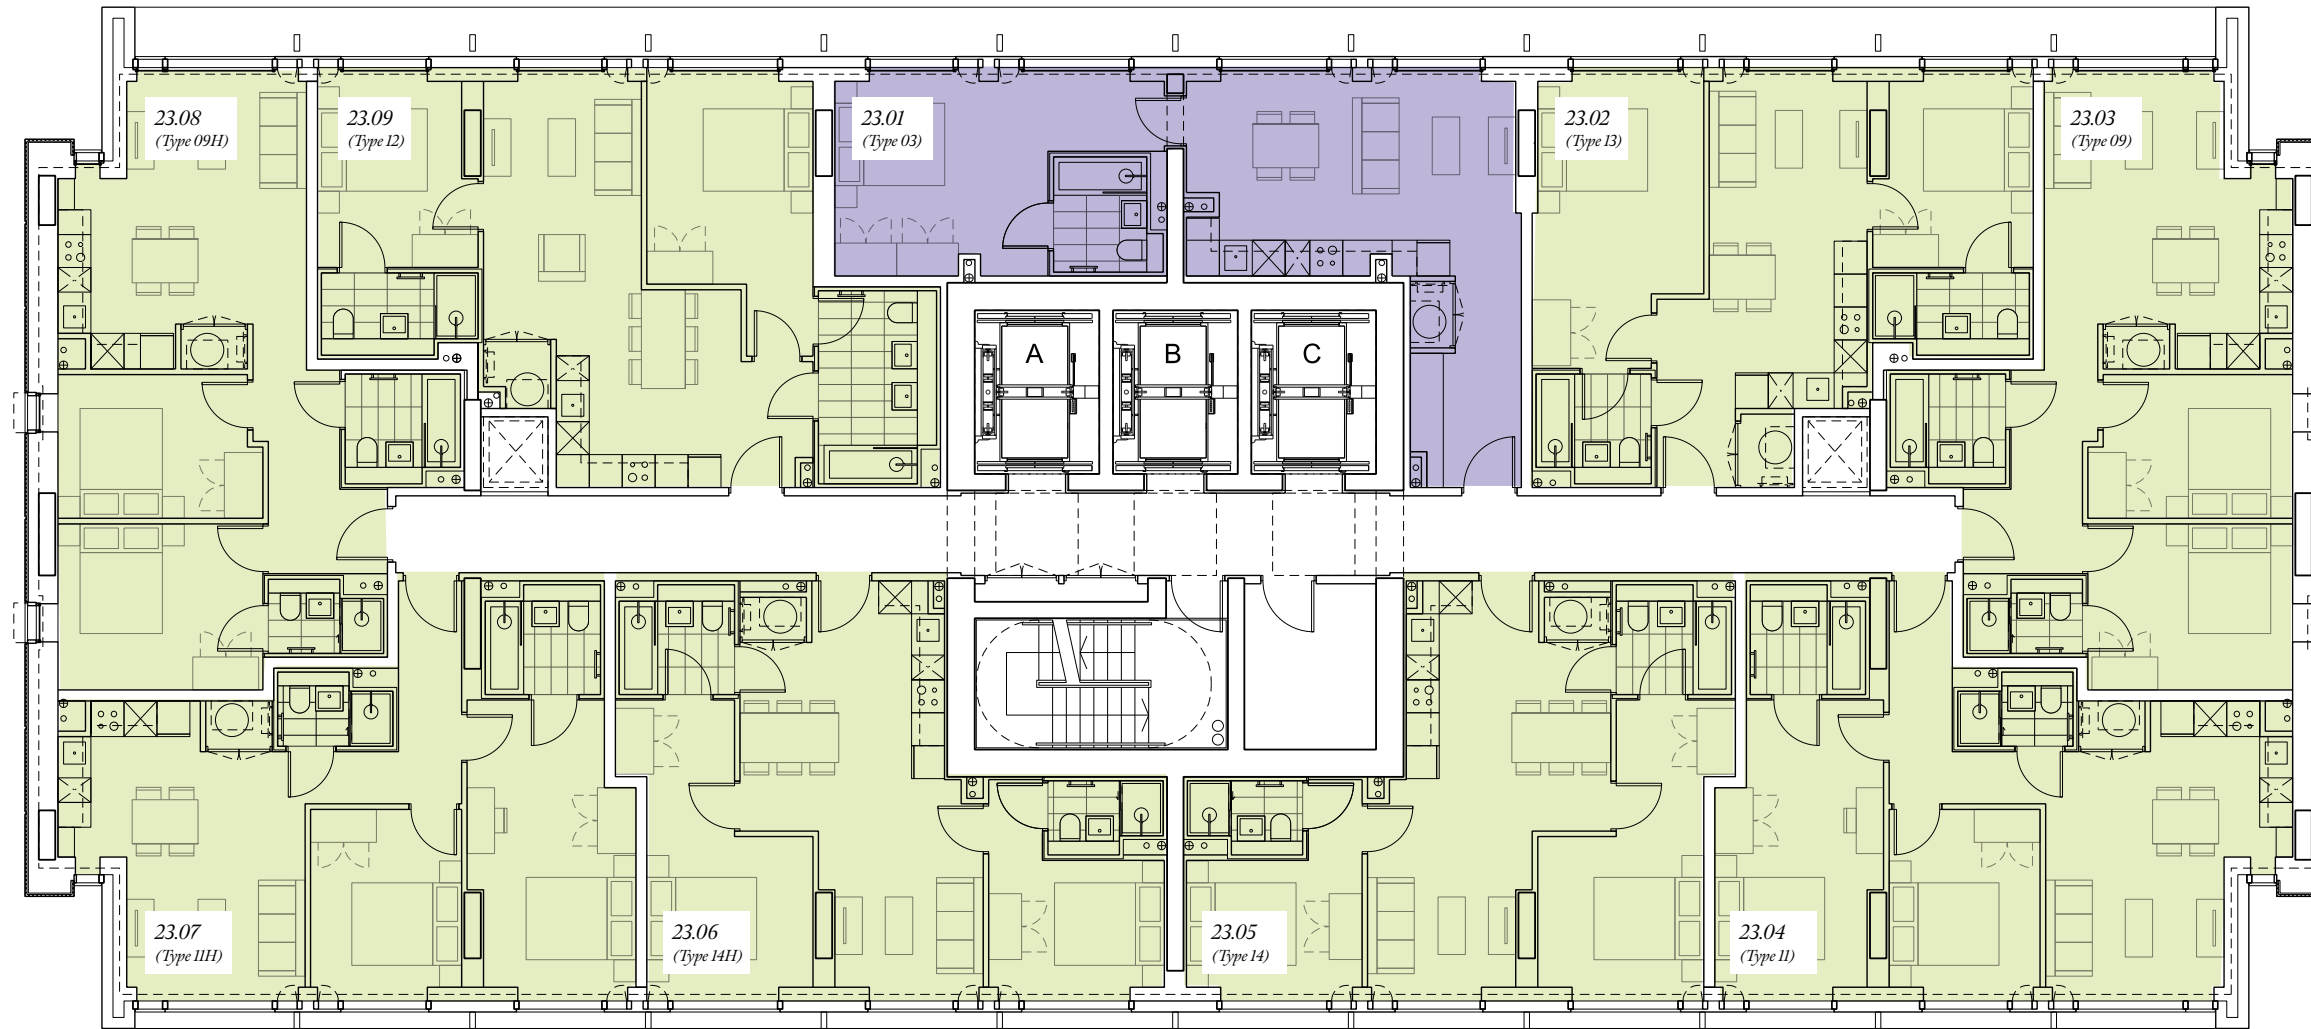 23.08
(Type 09H)
23.09
(Type 12)
23.01
(Type 03)
23.02
(Type 13)
23.03
(Type 09)
A
B
C
23.07
(Type 11H)
23.06
(Type 14H)
23.05
(Type 14)
23.04
(Type 11)